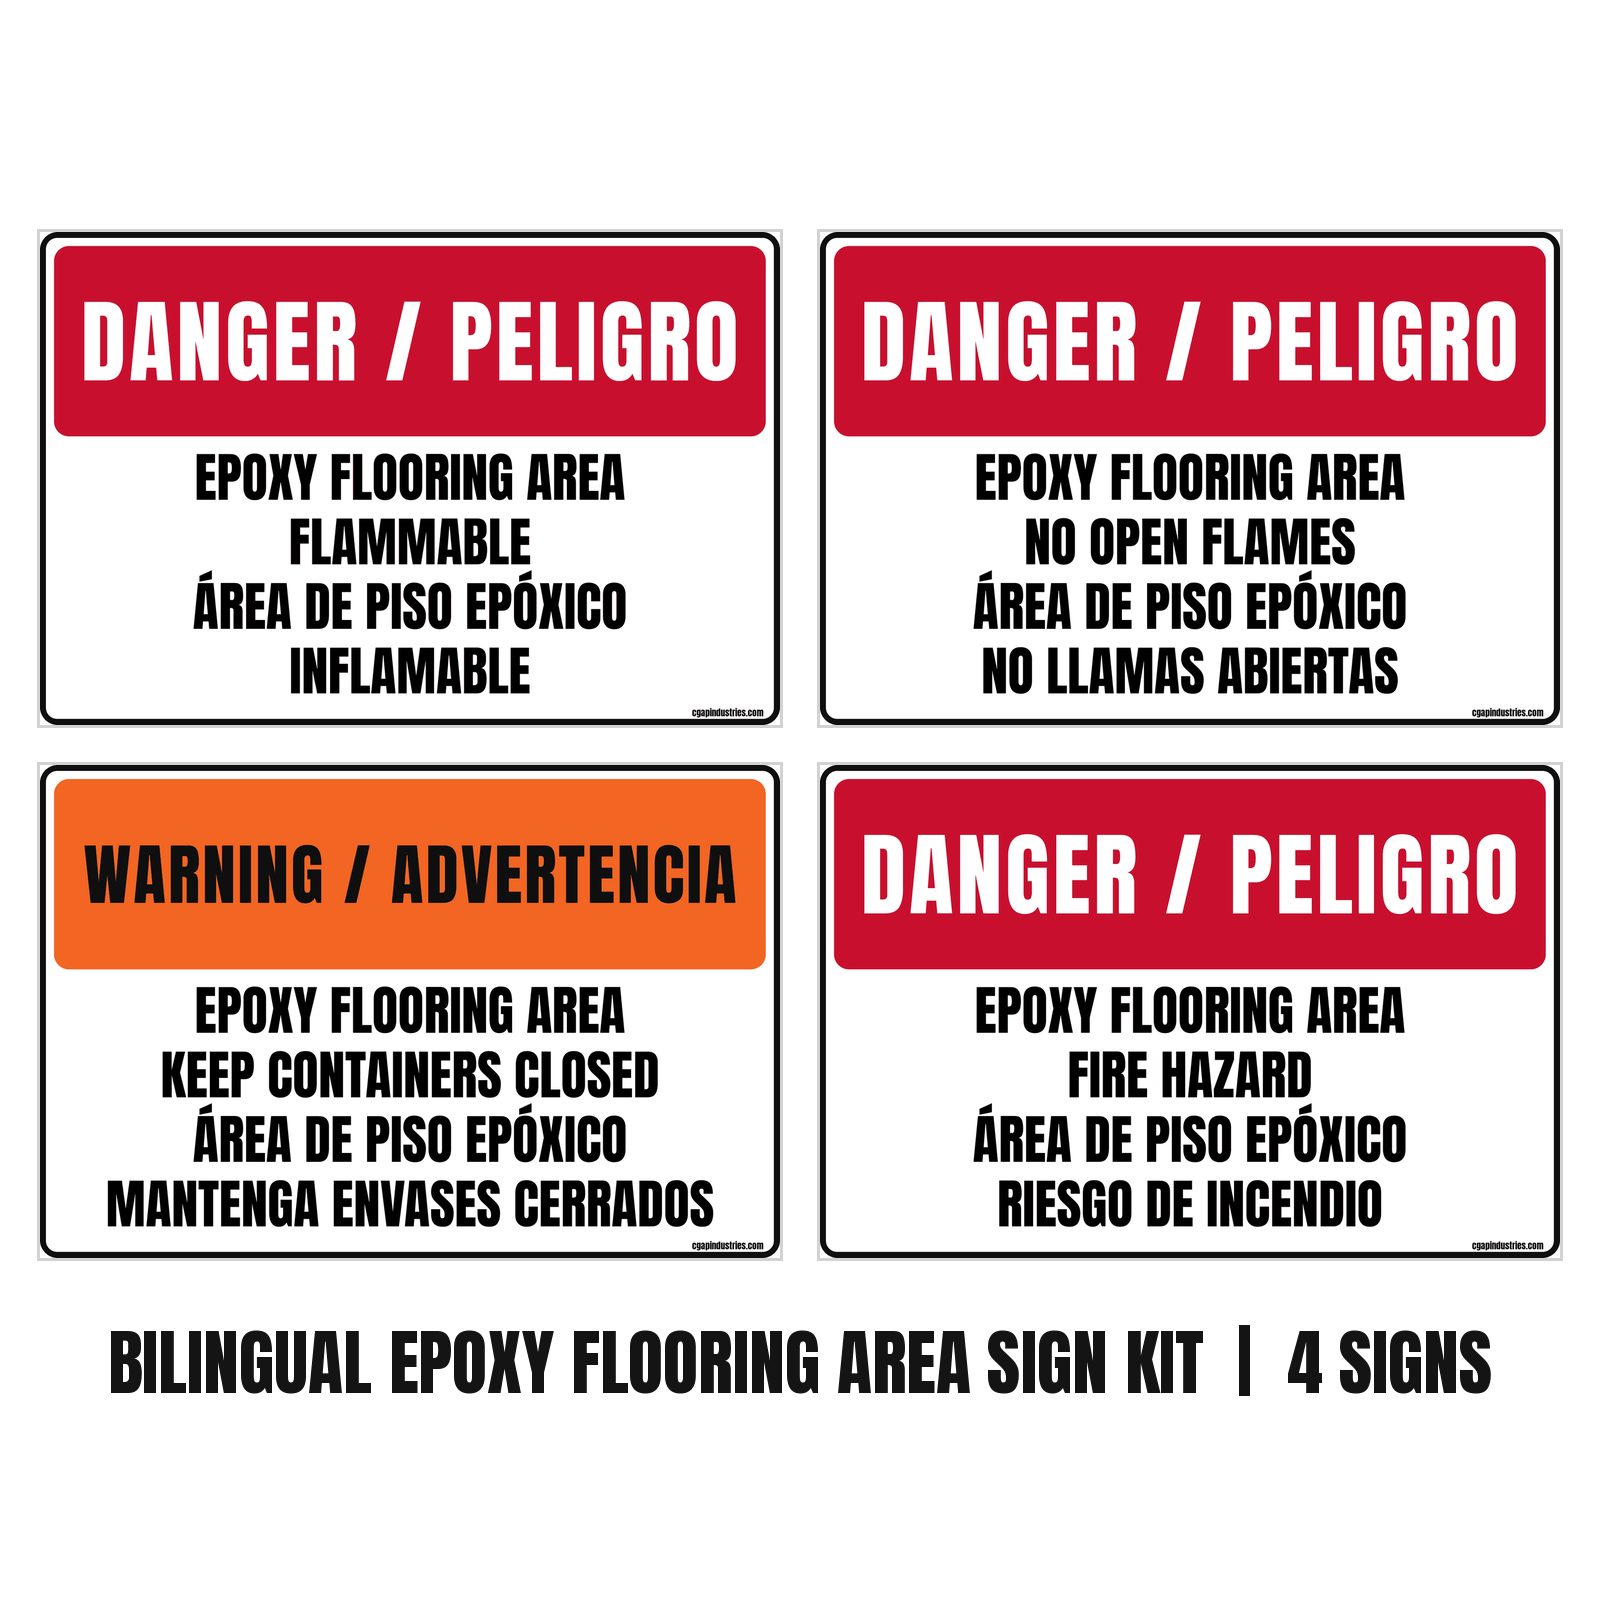 DANGER / PELIGRO
EPOXY FLOORING AREA
FLAMMABLE
ÁREA DE PISO EPÓXICO
INFLAMABLE
cgapindustries.com
DANGER / PELIGRO
EPOXY FLOORING AREA
NO OPEN FLAMES
ÁREA DE PISO EPÓXICO
NO LLAMAS ABIERTAS
cgapindustries.com
WARNING / ADVERTENCIA
EPOXY FLOORING AREA
KEEP CONTAINERS CLOSED
ÁREA DE PISO EPÓXICO
MANTENGA ENVASES CERRADOS
cgapindustries.com
DANGER / PELIGRO
EPOXY FLOORING AREA
FIRE HAZARD
ÁREA DE PISO EPÓXICO
RIESGO DE INCENDIO
cgapindustries.com
BILINGUAL EPOXY FLOORING AREA SIGN KIT | 4 SIGNS